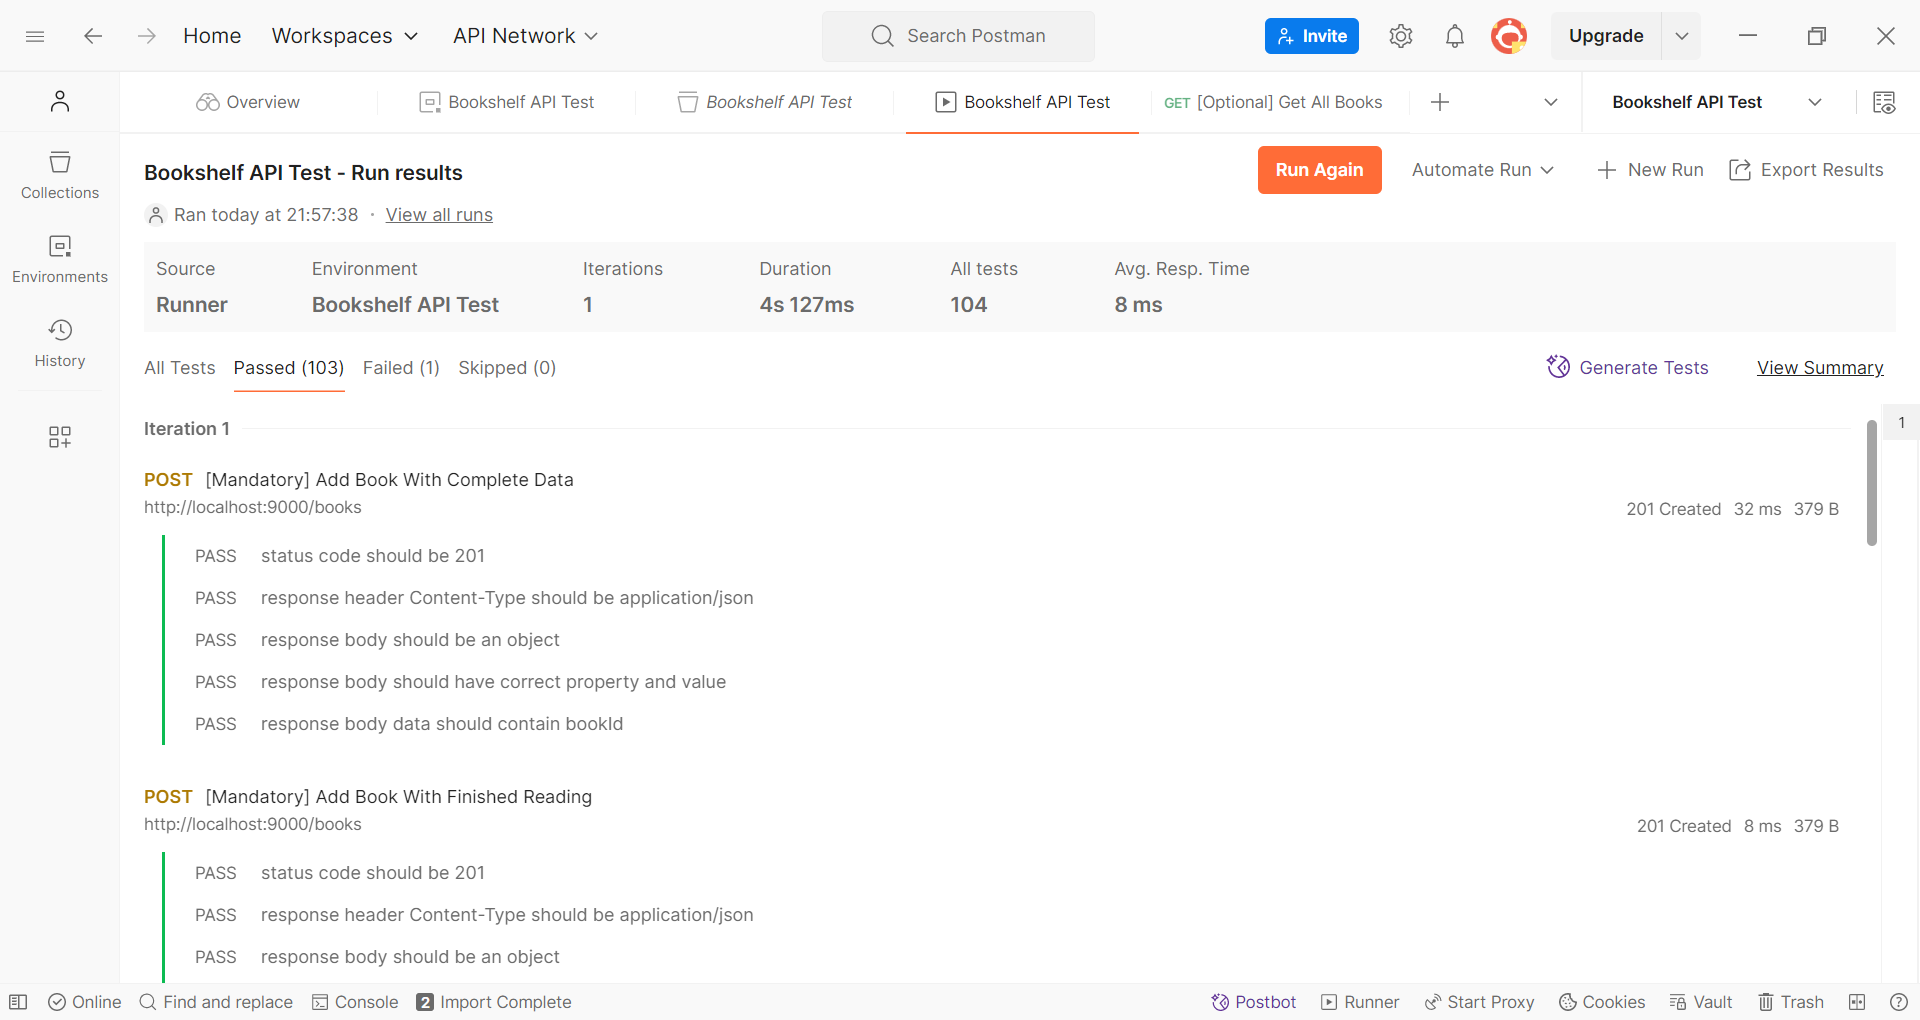 Home Workspaces API Network Search Postman Invite Upgrade
Overview Bookshelf API Test Bookshelf API Test Bookshelf API Test GET [Optional] Get All Books Bookshelf API Test
Collections
Environments
History
Bookshelf API Test - Run results
Run Again Automate Run New Run Export Results
Ran today at 21:57:38 · View all runs
Source Environment Iterations Duration All tests Avg. Resp. Time
Runner Bookshelf API Test 1 4s 127ms 104 8 ms
All Tests Passed (103) Failed (1) Skipped (0) Generate Tests View Summary
Iteration 1
1
POST [Mandatory] Add Book With Complete Data
http://localhost:9000/books
201 Created 32 ms 379 B
PASS status code should be 201
PASS response header Content-Type should be application/json
PASS response body should be an object
PASS response body should have correct property and value
PASS response body data should contain bookId
POST [Mandatory] Add Book With Finished Reading
http://localhost:9000/books
201 Created 8 ms 379 B
PASS status code should be 201
PASS response header Content-Type should be application/json
PASS response body should be an object
Online Find and replace Console 2 Import Complete Postbot Runner Start Proxy Cookies Vault Trash